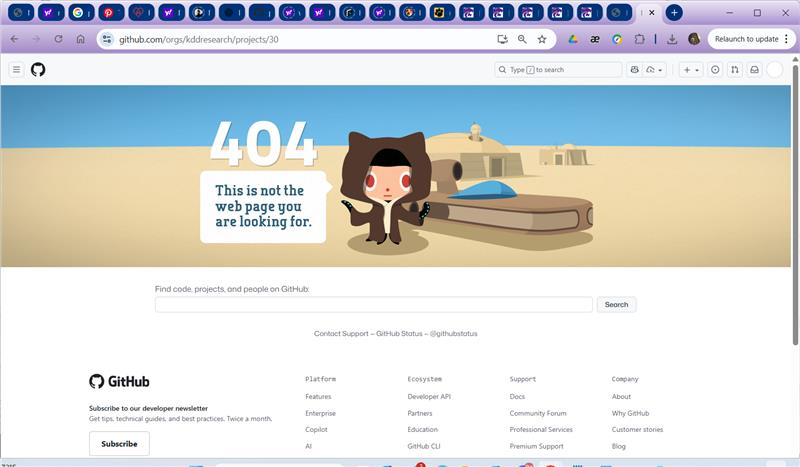 github.com/orgs/kddresearch/projects/30
Relaunch to update
Type / to search
404
This is not the
web page you
are looking for.
Find code, projects, and people on GitHub:
Search
Contact Support — GitHub Status — @githubstatus
GitHub
Subscribe to our developer newsletter
Get tips, technical guides, and best practices. Twice a month.
Subscribe
Platform
Features
Enterprise
Copilot
AI
Ecosystem
Developer API
Partners
Education
GitHub CLI
Support
Docs
Community Forum
Professional Services
Premium Support
Company
About
Why GitHub
Customer stories
Blog